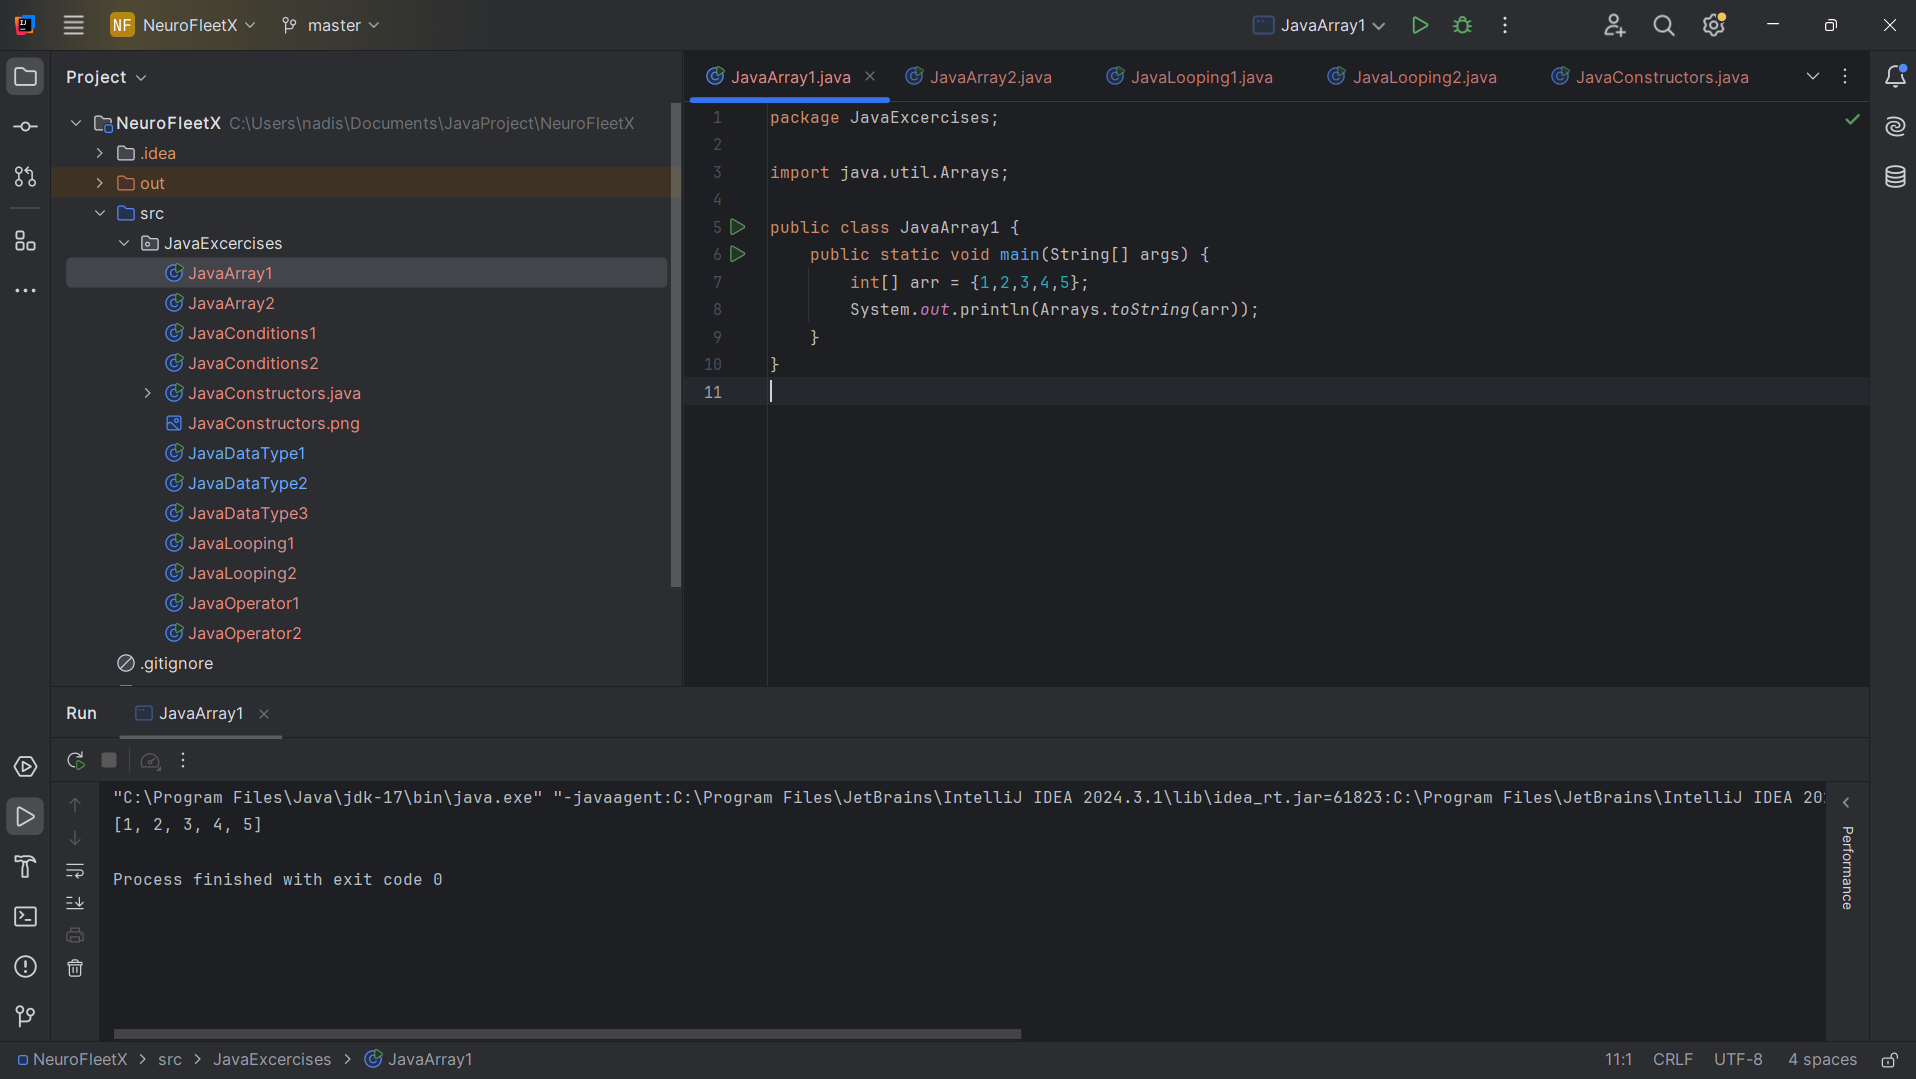 NF NeuroFleetX master JavaArray1
Project
JavaArray1.java JavaArray2.java JavaLooping1.java JavaLooping2.java JavaConstructors.java
NeuroFleetX C:\Users\nadis\Documents\JavaProject\NeuroFleetX
.idea
out
src
JavaExcercises
JavaArray1
JavaArray2
JavaConditions1
JavaConditions2
JavaConstructors.java
JavaConstructors.png
JavaDataType1
JavaDataType2
JavaDataType3
JavaLooping1
JavaLooping2
JavaOperator1
JavaOperator2
.gitignore
1 package JavaExcercises;
2
3 import java.util.Arrays;
4
5 public class JavaArray1 {
6 public static void main(String[] args) {
7 int[] arr = {1,2,3,4,5};
8 System.out.println(Arrays.toString(arr));
9 }
10 }
11
Run JavaArray1
"C:\Program Files\Java\jdk-17\bin\java.exe" "-javaagent:C:\Program Files\JetBrains\IntelliJ IDEA 2024.3.1\lib\idea_rt.jar=61823:C:\Program Files\JetBrains\IntelliJ IDEA
[1, 2, 3, 4, 5]
Process finished with exit code 0
Performance
NeuroFleetX > src > JavaExcercises > JavaArray1
11:1 CRLF UTF-8 4 spaces